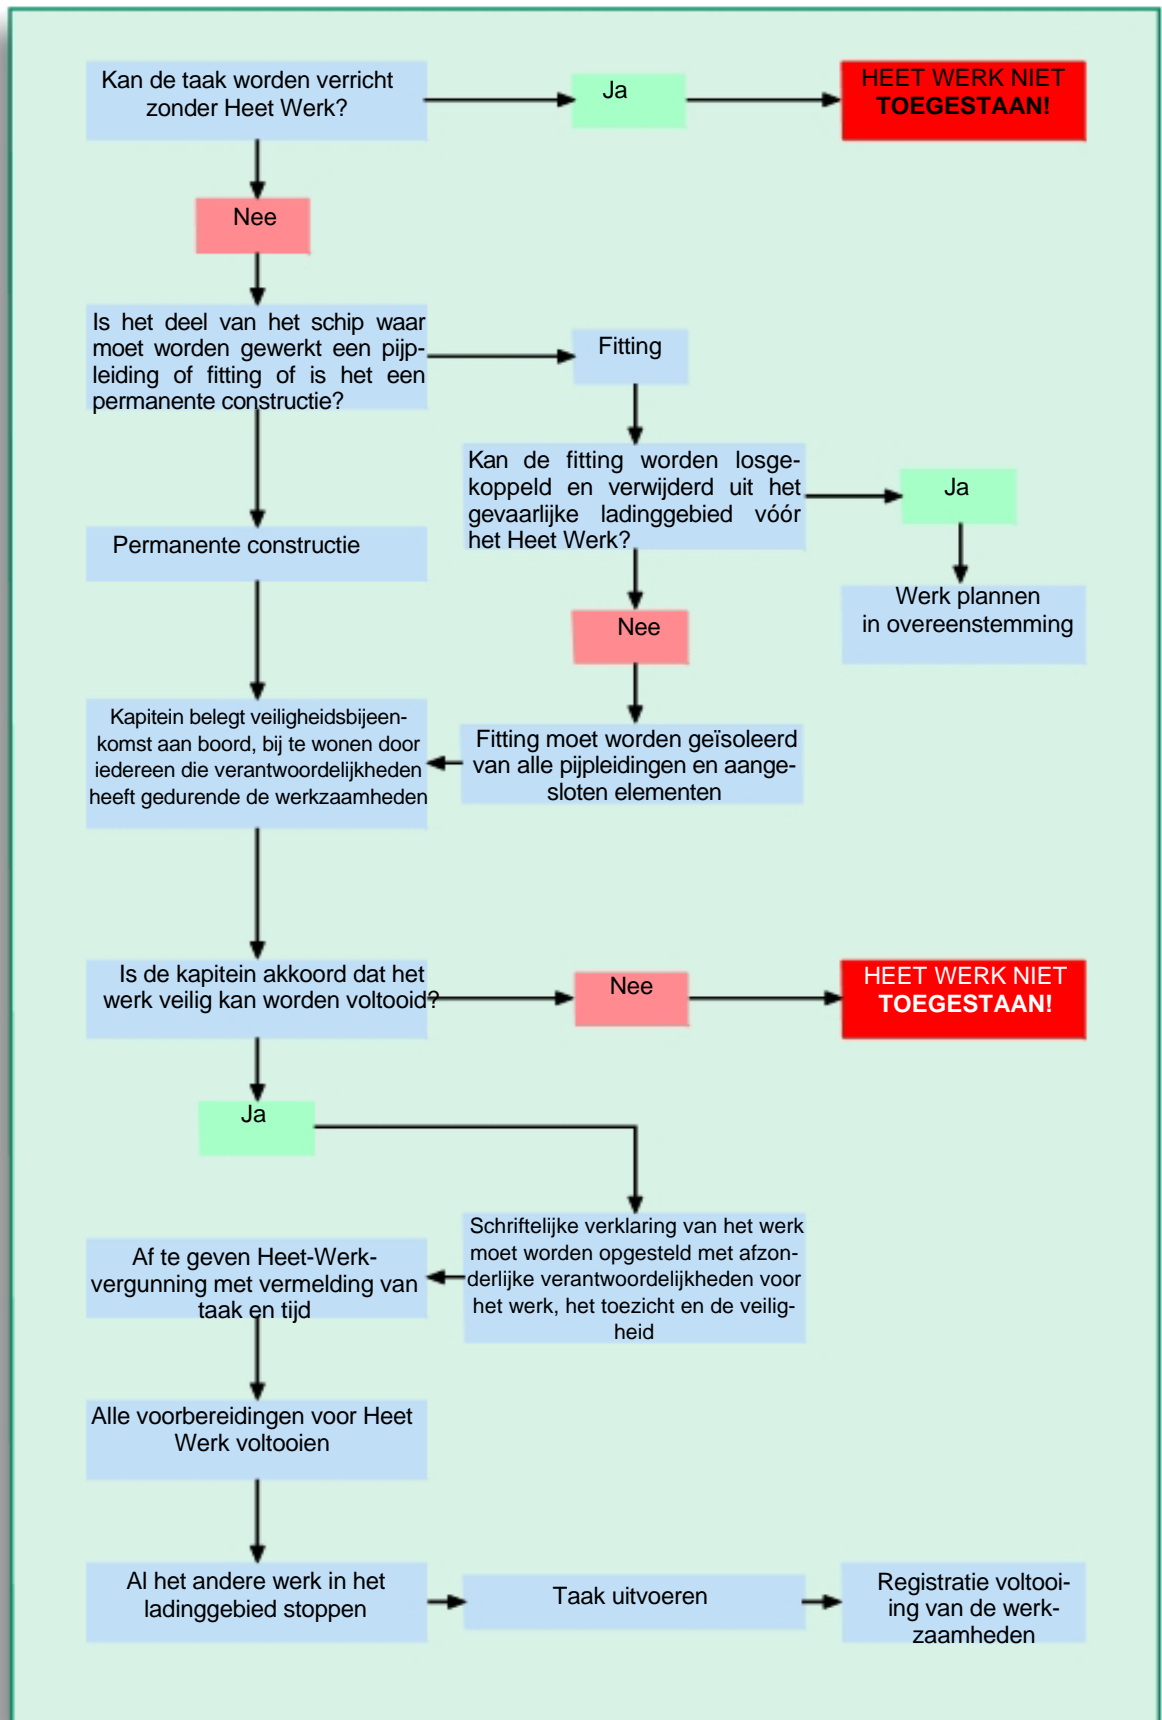 Kan de taak worden verricht
zonder Heet Werk?
Ja
HEET WERK NIET
TOEGESTAAN!
Nee
Is het deel van het schip waar
moet worden gewerkt een pijp-
leiding of fitting of is het een
permanente constructie?
Fitting
Kan de fitting worden losge-
koppeld en verwijderd uit het
gevaarlijke ladinggebied vóór
het Heet Werk?
Ja
Permanente constructie
Werk plannen
in overeenstemming
Nee
Kapitein belegt veiligheidsbijeen-
komst aan boord, bij te wonen door
iedereen die verantwoordelijkheden
heeft gedurende de werkzaamheden
Fitting moet worden geïsoleerd
van alle pijpleidingen en aange-
sloten elementen
Is de kapitein akkoord dat het
werk veilig kan worden voltooid?
Nee
HEET WERK NIET
TOEGESTAAN!
Ja
Schriftelijke verklaring van het werk
moet worden opgesteld met afzon-
derlijke verantwoordelijkheden voor
het werk, het toezicht en de veilig-
heid
Af te geven Heet-Werk-
vergunning met vermelding van
taak en tijd
Alle voorbereidingen voor Heet
Werk voltooien
Al het andere werk in het
ladinggebied stoppen
Taak uitvoeren
Registratie voltooi-
ing van de werk-
zaamheden